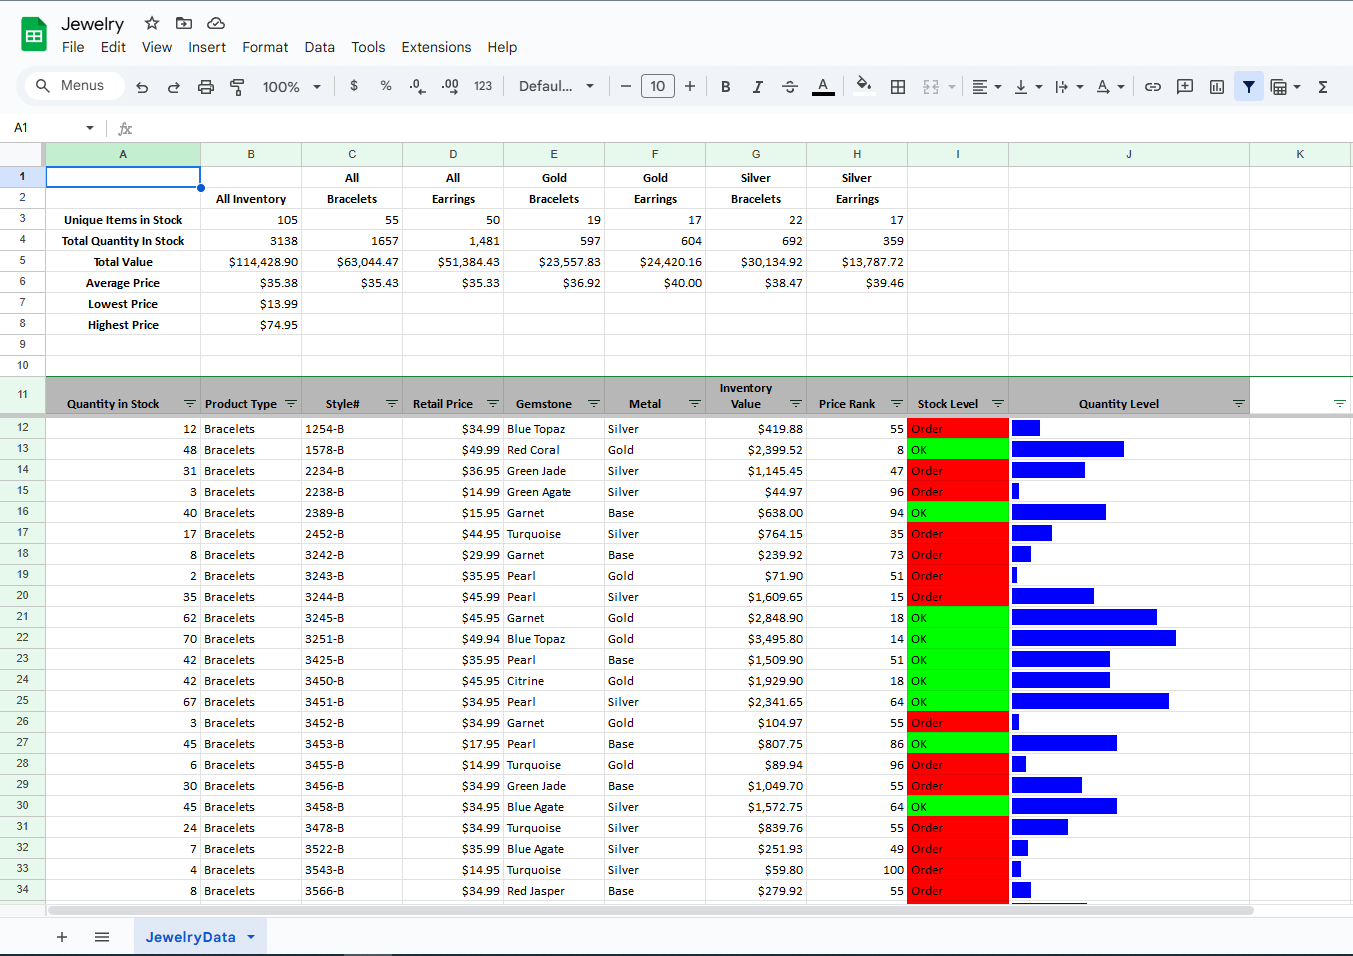 Jewelry
File Edit View Insert Format Data Tools Extensions Help
Menus 100% $ % .0 .00 123 Defaul... − 10 + B I A A Σ
A1 fx
A B C D E F G H I J K
1 All All Gold Gold Silver Silver
2 All Inventory Bracelets Earrings Bracelets Earrings Bracelets Earrings
3 Unique Items in Stock 105 55 50 19 17 22 17
4 Total Quantity In Stock 3138 1657 1,481 597 604 692 359
5 Total Value $114,428.90 $63,044.47 $51,384.43 $23,557.83 $24,420.16 $30,134.92 $13,787.72
6 Average Price $35.38 $35.43 $35.33 $36.92 $40.00 $38.47 $39.46
7 Lowest Price $13.99
8 Highest Price $74.95
9
10
11 Quantity in Stock Product Type Style# Retail Price Gemstone Metal Inventory Value Price Rank Stock Level Quantity Level
12 12 Bracelets 1254-B $34.99 Blue Topaz Silver $419.88 55 Order
13 48 Bracelets 1578-B $49.99 Red Coral Gold $2,399.52 8 OK
14 31 Bracelets 2234-B $36.95 Green Jade Silver $1,145.45 47 Order
15 3 Bracelets 2238-B $14.99 Green Agate Silver $44.97 96 Order
16 40 Bracelets 2389-B $15.95 Garnet Base $638.00 94 OK
17 17 Bracelets 2452-B $44.95 Turquoise Silver $764.15 35 Order
18 8 Bracelets 3242-B $29.99 Garnet Base $239.92 73 Order
19 2 Bracelets 3243-B $35.95 Pearl Gold $71.90 51 Order
20 35 Bracelets 3244-B $45.99 Pearl Silver $1,609.65 15 Order
21 62 Bracelets 3245-B $45.95 Garnet Gold $2,848.90 18 OK
22 70 Bracelets 3251-B $49.94 Blue Topaz Gold $3,495.80 14 OK
23 42 Bracelets 3425-B $35.95 Pearl Base $1,509.90 51 OK
24 42 Bracelets 3450-B $45.95 Citrine Gold $1,929.90 18 OK
25 67 Bracelets 3451-B $34.95 Pearl Silver $2,341.65 64 OK
26 3 Bracelets 3452-B $34.99 Garnet Gold $104.97 55 Order
27 45 Bracelets 3453-B $17.95 Pearl Base $807.75 86 OK
28 6 Bracelets 3455-B $14.99 Turquoise Gold $89.94 96 Order
29 30 Bracelets 3456-B $34.99 Green Jade Base $1,049.70 55 Order
30 45 Bracelets 3458-B $34.95 Blue Agate Silver $1,572.75 64 OK
31 24 Bracelets 3478-B $34.99 Turquoise Silver $839.76 55 Order
32 7 Bracelets 3522-B $35.99 Blue Agate Silver $251.93 49 Order
33 4 Bracelets 3543-B $14.95 Turquoise Silver $59.80 100 Order
34 8 Bracelets 3566-B $34.99 Red Jasper Base $279.92 55 Order
+ JewelryData